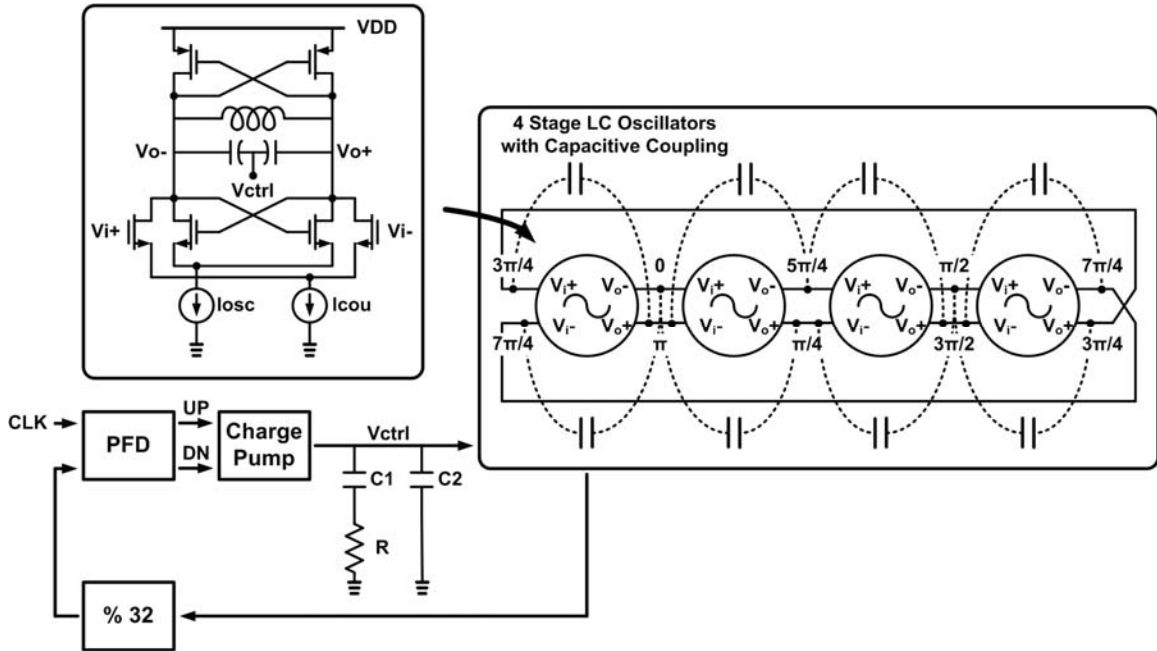 VDD
Vo-
Vo+
Vctrl
Vi+
Vi-
Iosc
Icou
4 Stage LC Oscillators
with Capacitive Coupling
3π/4
0
5π/4
π/2
7π/4
Vi+
Vo-
Vi+
Vo-
Vi+
Vo-
Vi+
Vo-
Vi-
Vo+
Vi-
Vo+
Vi-
Vo+
Vi-
Vo+
7π/4
π
π/4
3π/2
3π/4
CLK
PFD
UP
DN
Charge
Pump
Vctrl
C1
C2
R
% 32